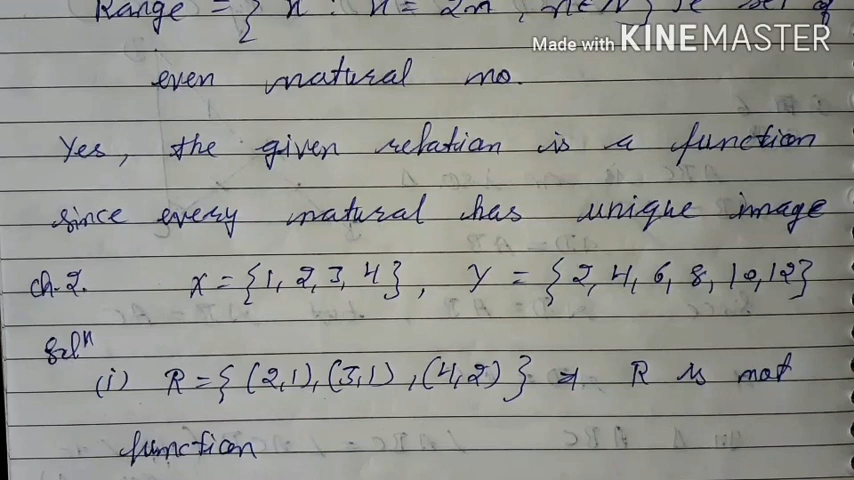 Range = { x : x = 2n , n ∈ N } ie set of
Made with KINEMASTER
even natural no.
Yes, the given relation is a function
since every natural has unique image
ch-2. X = {1, 2, 3, 4} , Y = {2, 4, 6, 8, 10, 12}
Solⁿ
(i) R = { (2,1), (3,1) , (4,2) } ⇒ R is not
function